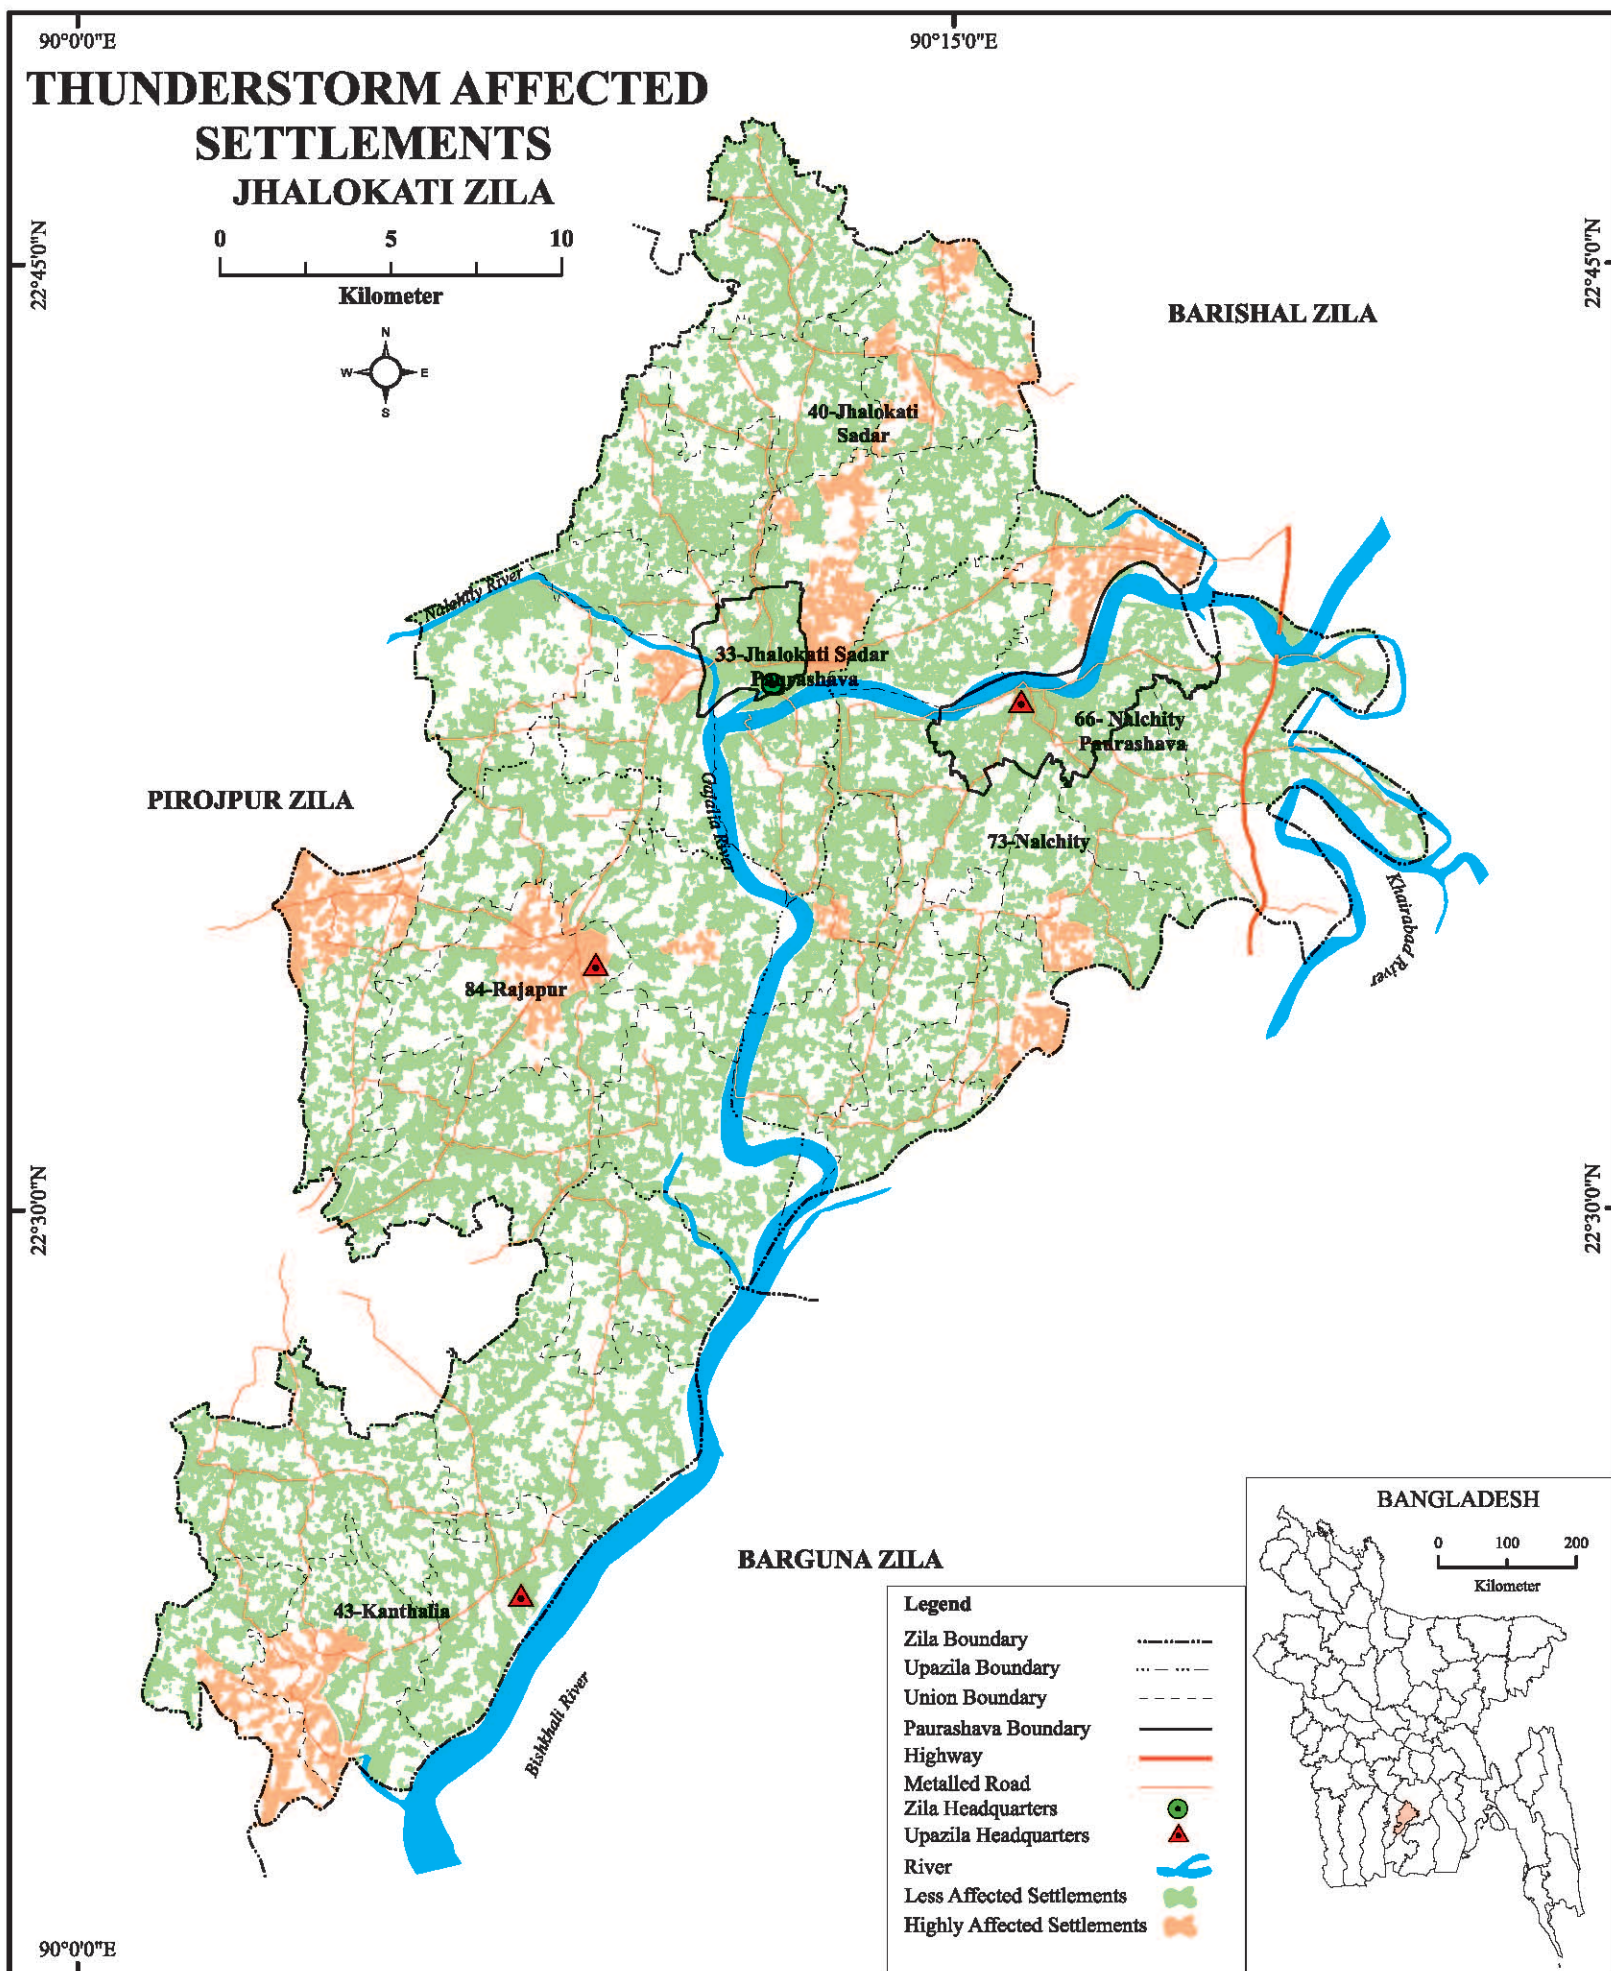 90°0'0"E
90°15'0"E
THUNDERSTORM AFFECTED
SETTLEMENTS
JHALOKATI ZILA
0 5 10
Kilometer
N
W E
S
22°45'0"N
22°45'0"N
BARISHAL ZILA
40-Jhalokati
Sadar
Nalchity River
33-Jhalokati Sadar
Paurashava
66- Nalchity
Paurashava
PIROJPUR ZILA
Gajalia River
73-Nalchity
Khairabad River
84-Rajapur
22°30'0"N
22°30'0"N
BARGUNA ZILA
43-Kanthalia
Bishkhali River
Legend
Zila Boundary
Upazila Boundary
Union Boundary
Paurashava Boundary
Highway
Metalled Road
Zila Headquarters
Upazila Headquarters
River
Less Affected Settlements
Highly Affected Settlements
BANGLADESH
0 100 200
Kilometer
90°0'0"E